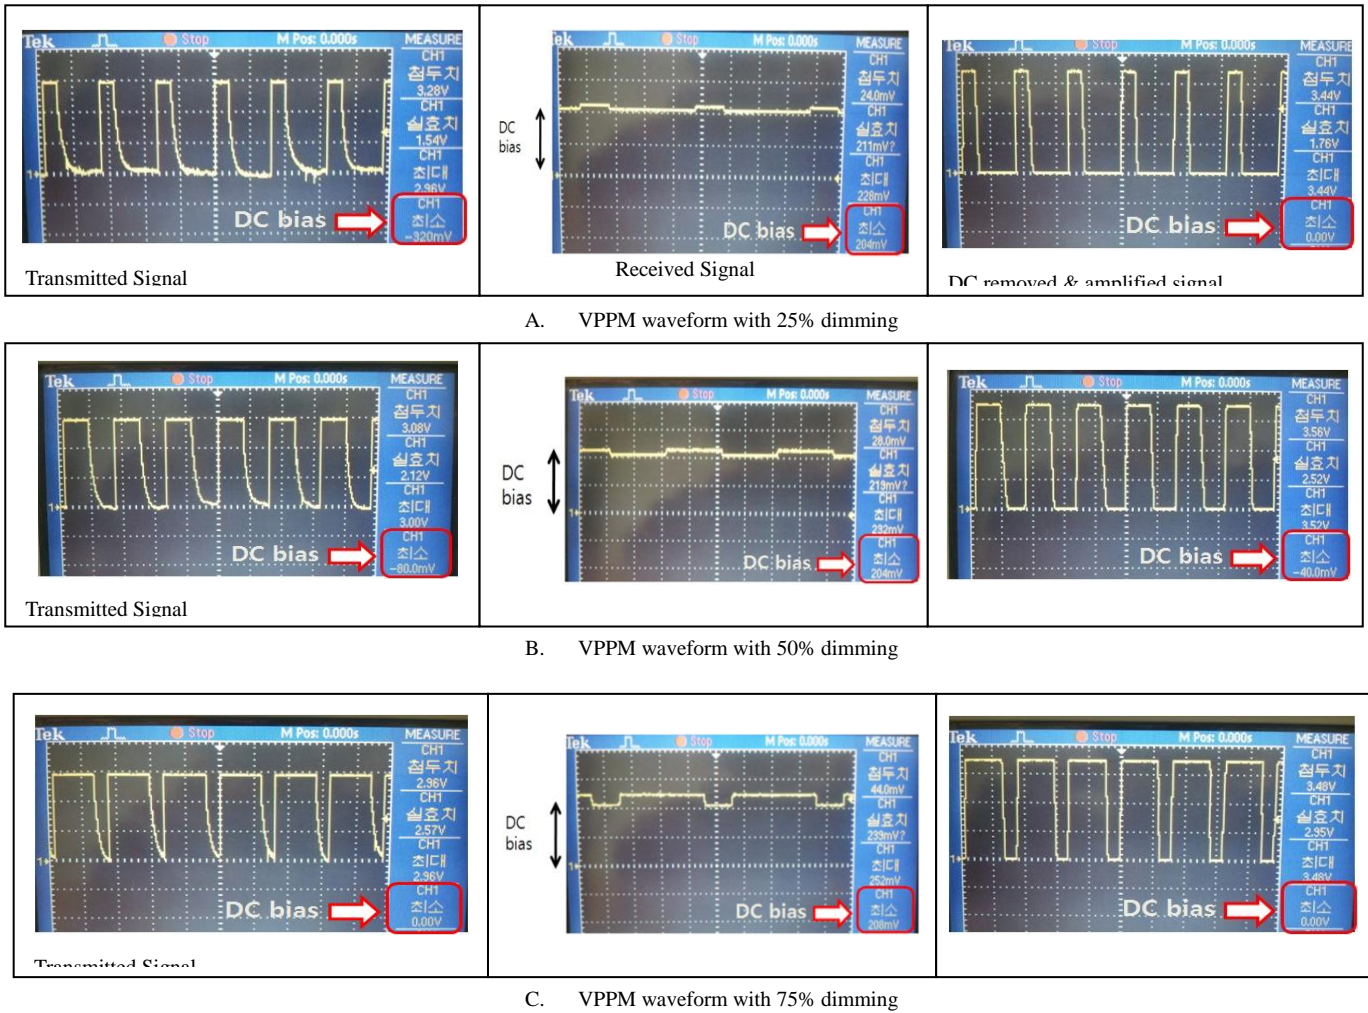 Tek Stop M Pos: 0.000s MEASURE
CH1
첨두치
3.28V
CH1
실효치
1.54V
CH1
최대
2.96V
CH1
최소
-320mV
1
DC bias
Transmitted Signal
Tek Stop M Pos: 0.000s MEASURE
CH1
첨두치
24.0mV
CH1
실효치
211mV?
CH1
최대
228mV
CH1
최소
204mV
DC
bias
DC bias
Received Signal
Tek Stop M Pos: 0.000s MEASURE
CH1
첨두치
3.44V
CH1
실효치
1.76V
CH1
최대
3.44V
CH1
최소
0.00V
1
DC bias
DC removed & amplified signal
A. VPPM waveform with 25% dimming
Tek Stop M Pos: 0.000s MEASURE
CH1
첨두치
3.08V
CH1
실효치
2.12V
CH1
최대
3.00V
CH1
최소
-80.0mV
1
DC bias
Transmitted Signal
Tek Stop M Pos: 0.000s MEASURE
CH1
첨두치
28.0mV
CH1
실효치
219mV?
CH1
최대
232mV
CH1
최소
204mV
DC
bias
1
DC bias
Tek Stop M Pos: 0.000s MEASURE
CH1
첨두치
3.56V
CH1
실효치
2.52V
CH1
최대
3.52V
CH1
최소
-40.0mV
1
DC bias
B. VPPM waveform with 50% dimming
Tek Stop M Pos: 0.000s MEASURE
CH1
첨두치
2.96V
CH1
실효치
2.57V
CH1
최대
2.96V
CH1
최소
0.00V
1
DC bias
Transmitted Signal
Tek Stop M Pos: 0.000s MEASURE
CH1
첨두치
44.0mV
CH1
실효치
239mV?
CH1
최대
252mV
CH1
최소
208mV
DC
bias
1
DC bias
Tek Stop M Pos: 0.000s MEASURE
CH1
첨두치
3.48V
CH1
실효치
2.95V
CH1
최대
3.48V
CH1
최소
0.00V
1
DC bias
C. VPPM waveform with 75% dimming